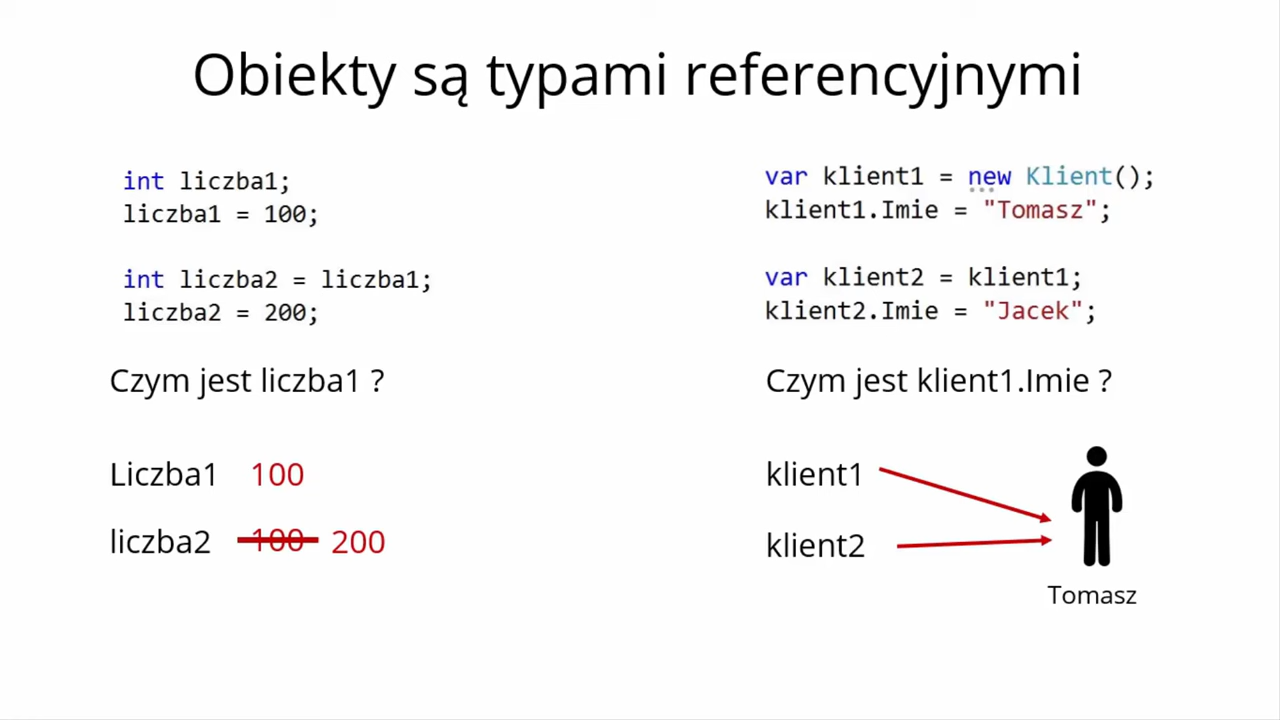 Obiekty są typami referencyjnymi
int liczba1;
liczba1 = 100;
int liczba2 = liczba1;
liczba2 = 200;
Czym jest liczba1 ?
Liczba1 100
liczba2 100 200
var klient1 = new Klient();
klient1.Imie = "Tomasz";
var klient2 = klient1;
klient2.Imie = "Jacek";
Czym jest klient1.Imie ?
klient1
klient2
Tomasz